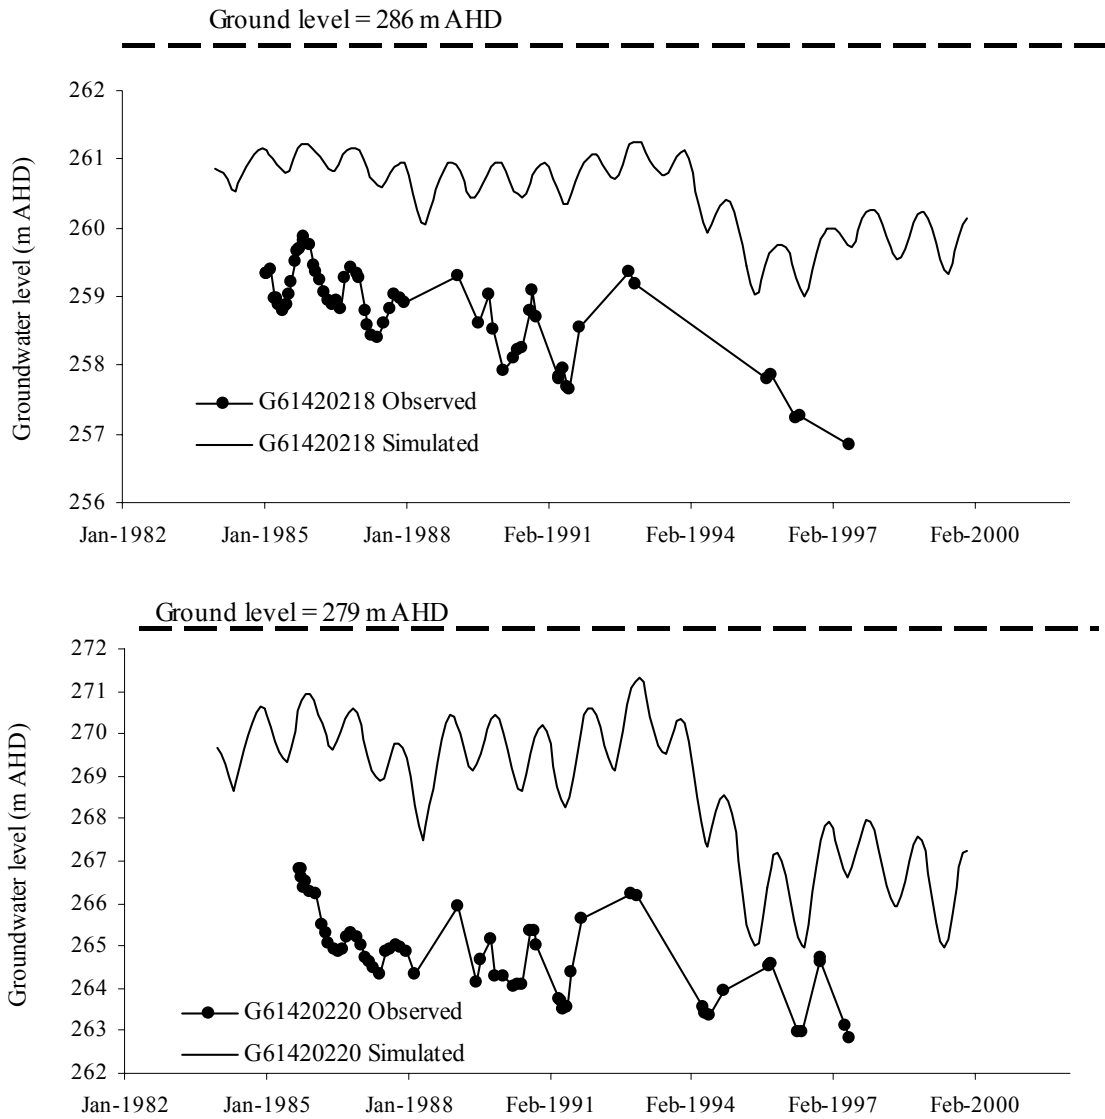 Ground level = 286 m AHD
262
261
260
259
258
257
256
Groundwater level (m AHD)
G61420218 Observed
G61420218 Simulated
Jan-1982 Jan-1985 Jan-1988 Feb-1991 Feb-1994 Feb-1997 Feb-2000
Ground level = 279 m AHD
272
271
270
269
268
267
266
265
264
263
262
Groundwater level (m AHD)
G61420220 Observed
G61420220 Simulated
Jan-1982 Jan-1985 Jan-1988 Feb-1991 Feb-1994 Feb-1997 Feb-2000